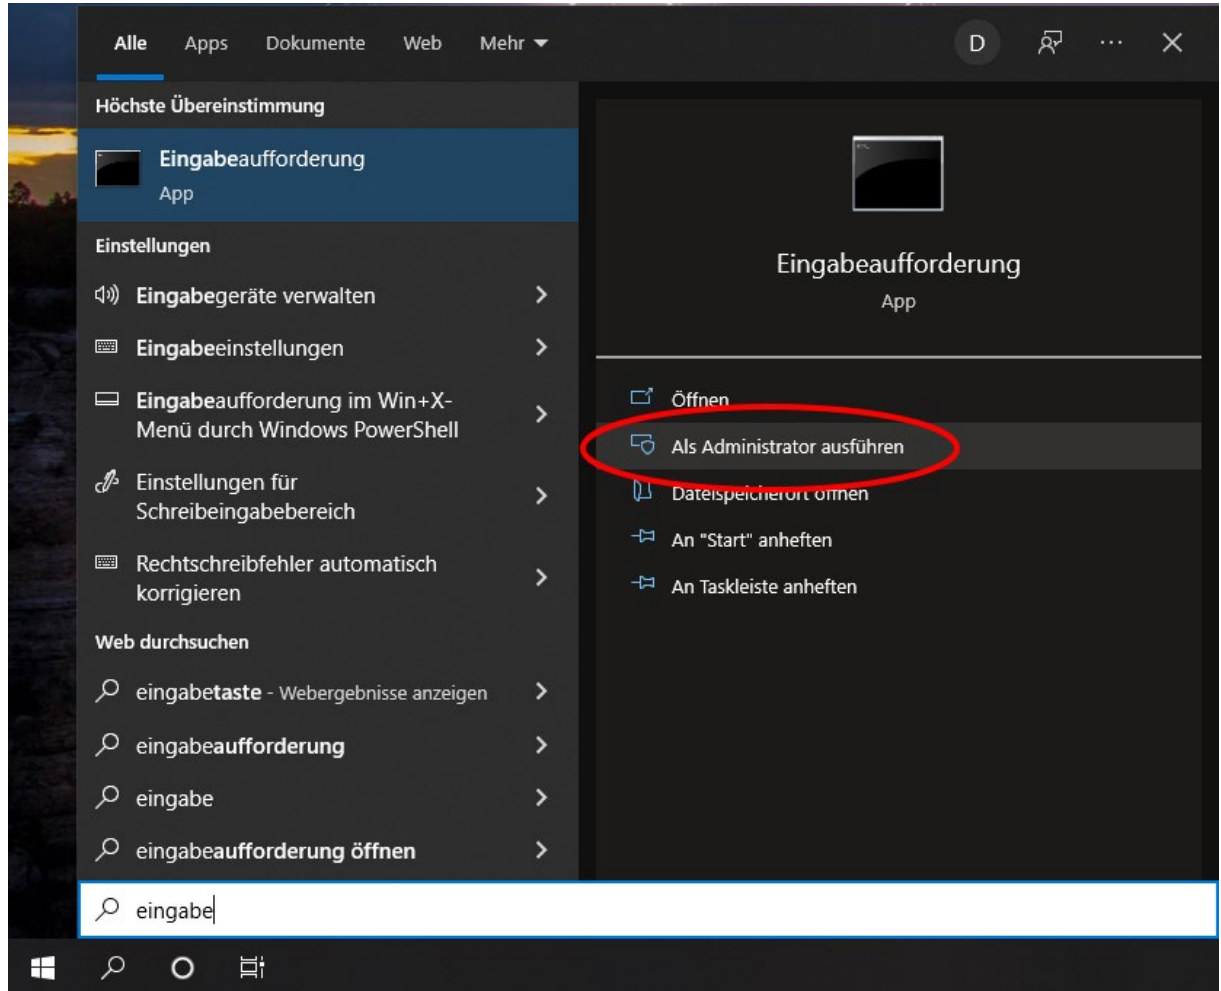 Alle Apps Dokumente Web Mehr
D
Höchste Übereinstimmung
Eingabeaufforderung
App
Einstellungen
Eingabegeräte verwalten
Eingabeeinstellungen
Eingabeaufforderung im Win+X-
Menü durch Windows PowerShell
Einstellungen für
Schreibeingabebereich
Rechtschreibfehler automatisch
korrigieren
Web durchsuchen
eingabetaste - Webergebnisse anzeigen
eingabeaufforderung
eingabe
eingabeaufforderung öffnen
eingabe
Eingabeaufforderung
App
Öffnen
Als Administrator ausführen
Dateispeicherort öffnen
An "Start" anheften
An Taskleiste anheften